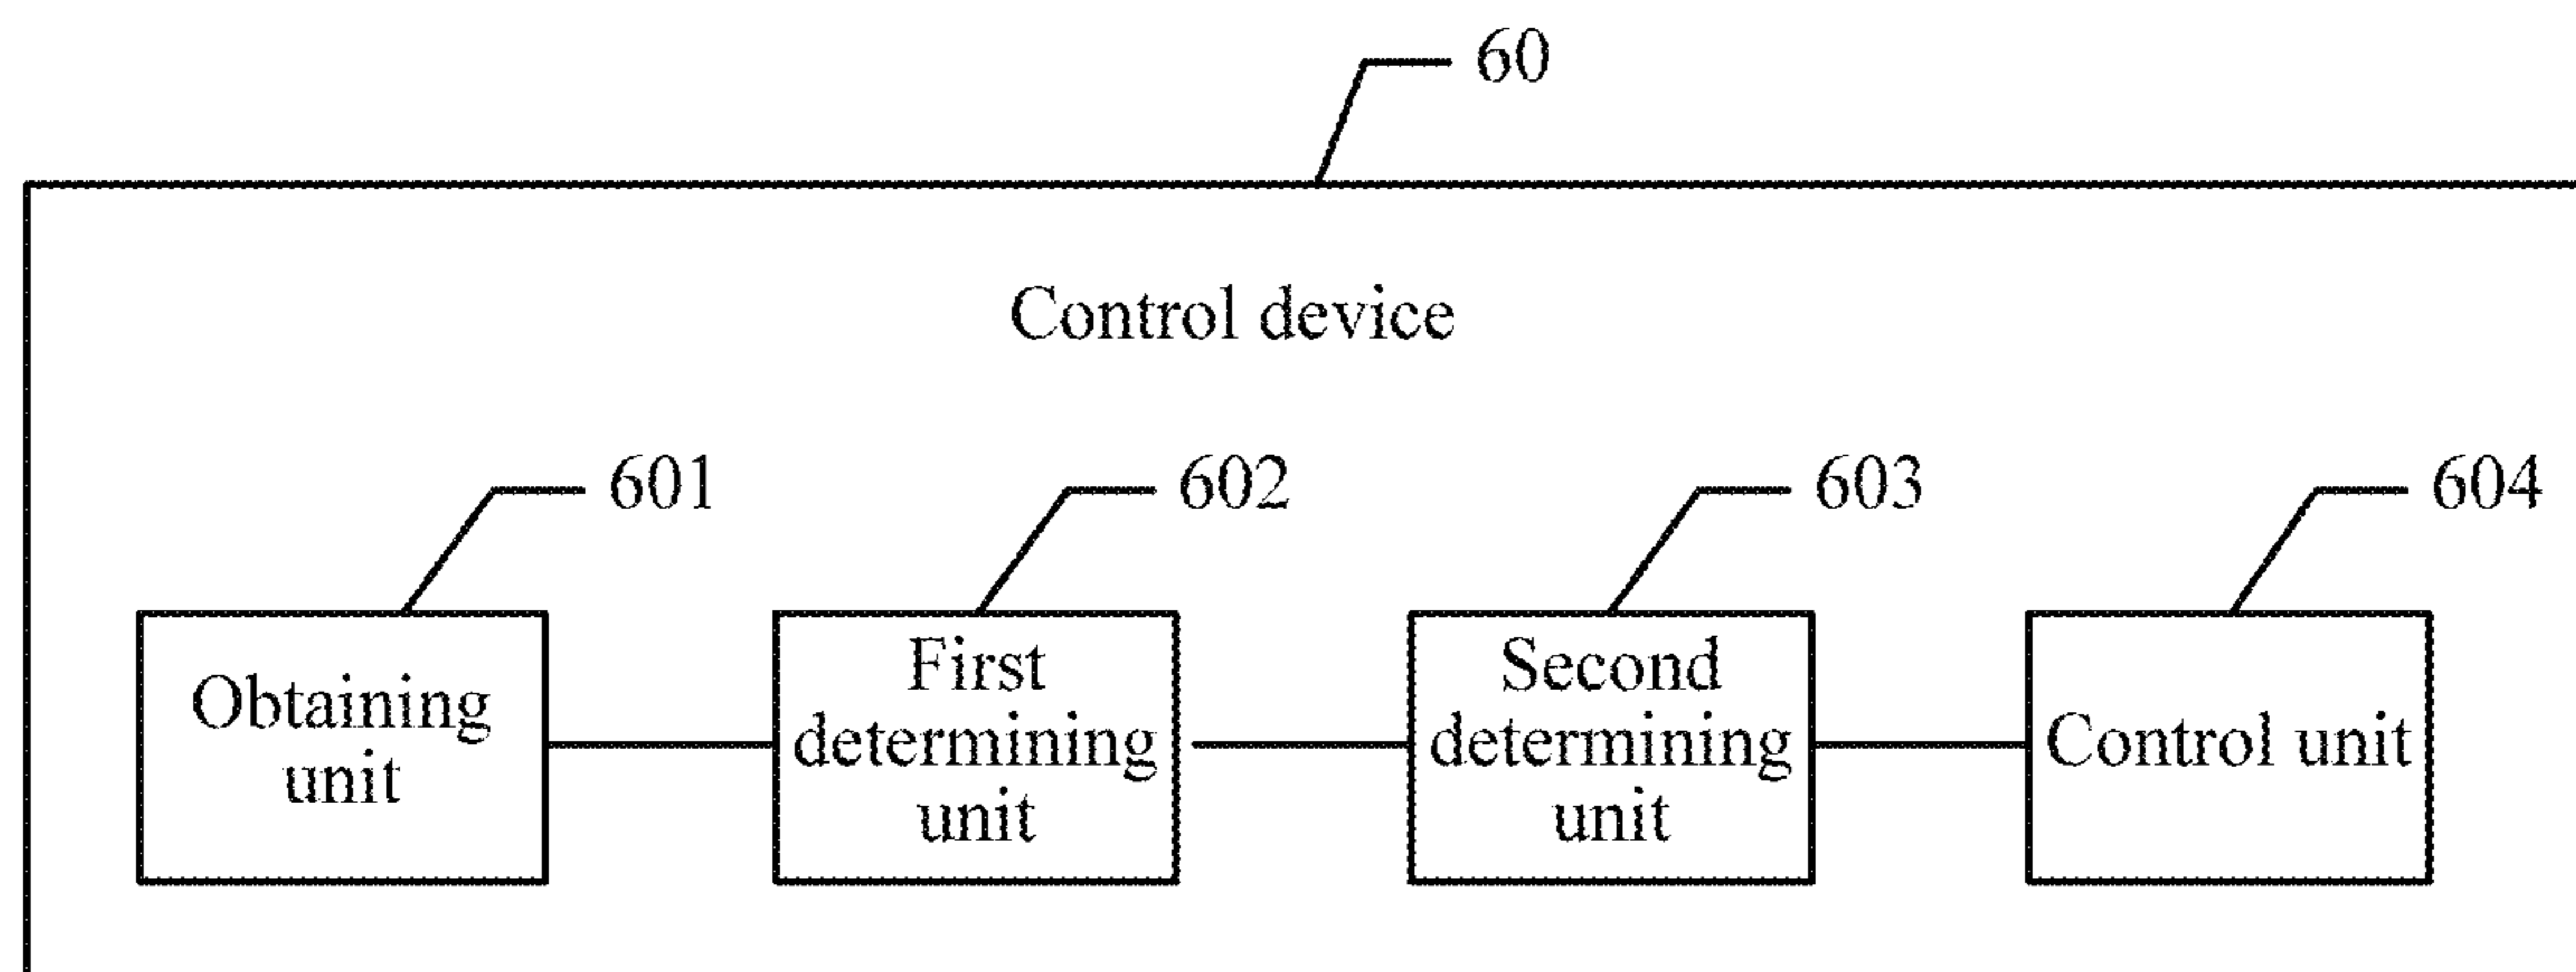 60
Control device
601
602
603
604
Obtaining
unit
First
determining
unit
Second
determining
unit
Control unit